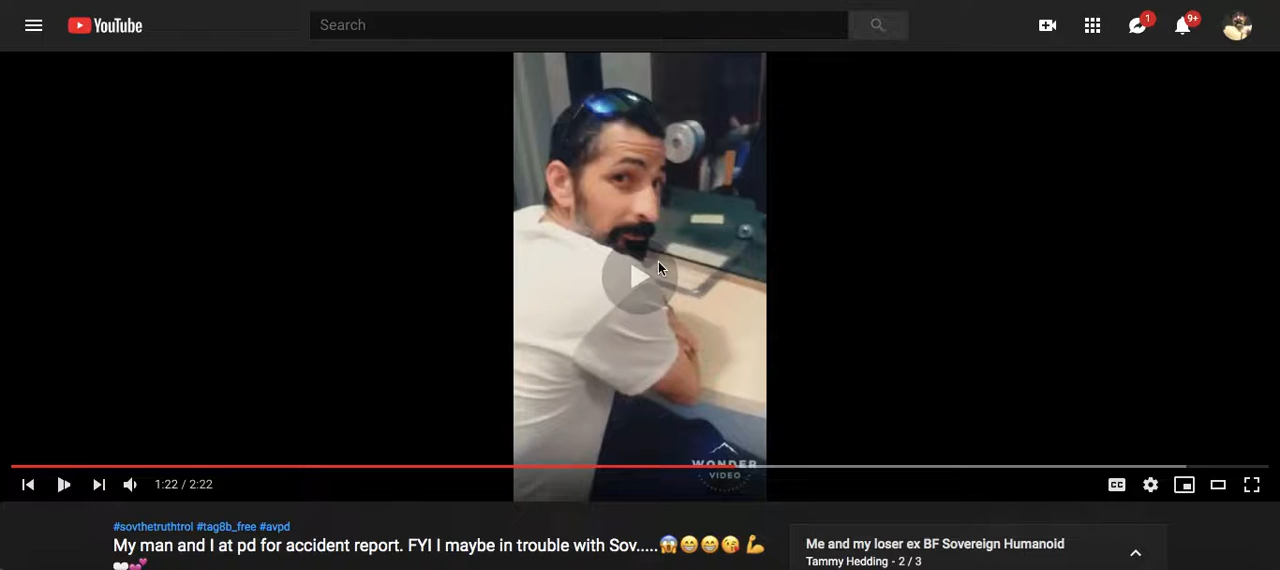 YouTube
Search
1
9+
WONDER
VIDEO
1:22 / 2:22
CC
#sovthetruthtrol #tag8b_free #avpd
My man and I at pd for accident report. FYI I maybe in trouble with Sov.....😱😁😁😘 💪
🤍💕
Me and my loser ex BF Sovereign Humanoid
Tammy Hedding - 2 / 3